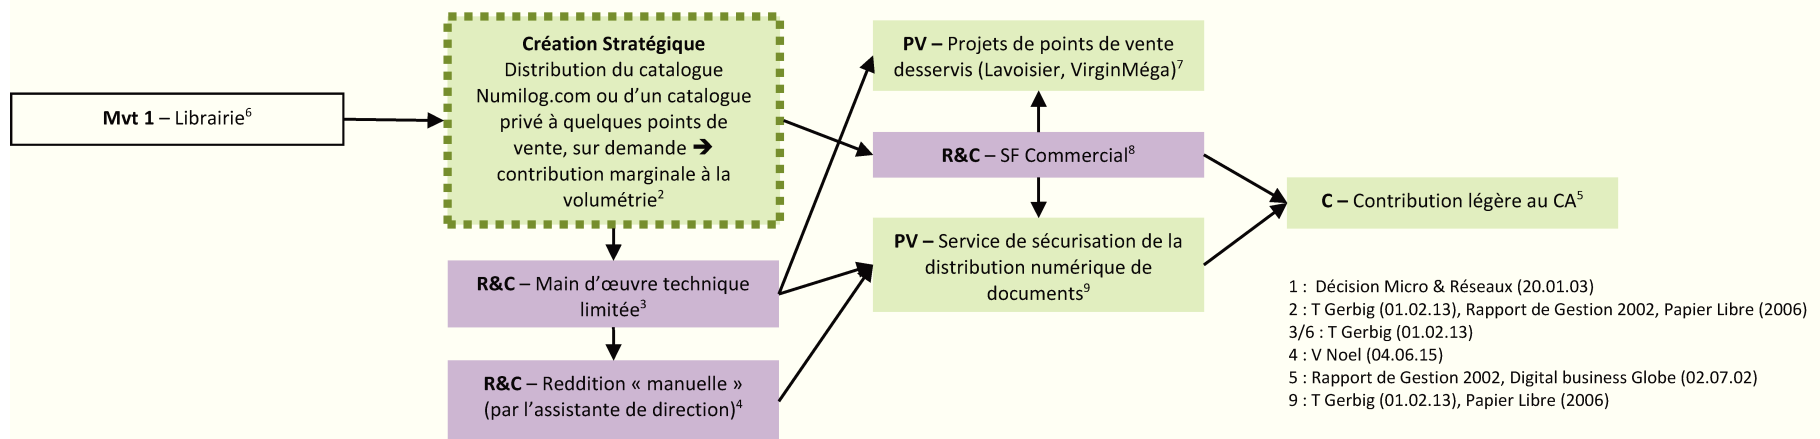 Mvt 1 – Librairie⁶
Création Stratégique
Distribution du catalogue
Numilog.com ou d’un catalogue
privé à quelques points de
vente, sur demande 🡺
contribution marginale à la
volumétrie²
R&C – Main d’œuvre technique
limitée³
R&C – Reddition « manuelle »
(par l’assistante de direction)⁴
PV – Projets de points de vente
desservis (Lavoisier, VirginMéga)⁷
R&C – SF Commercial⁸
PV – Service de sécurisation de la
distribution numérique de
documents⁹
C – Contribution légère au CA⁵
1 : Décision Micro & Réseaux (20.01.03)
2 : T Gerbig (01.02.13), Rapport de Gestion 2002, Papier Libre (2006)
3/6 : T Gerbig (01.02.13)
4 : V Noel (04.06.15)
5 : Rapport de Gestion 2002, Digital business Globe (02.07.02)
9 : T Gerbig (01.02.13), Papier Libre (2006)